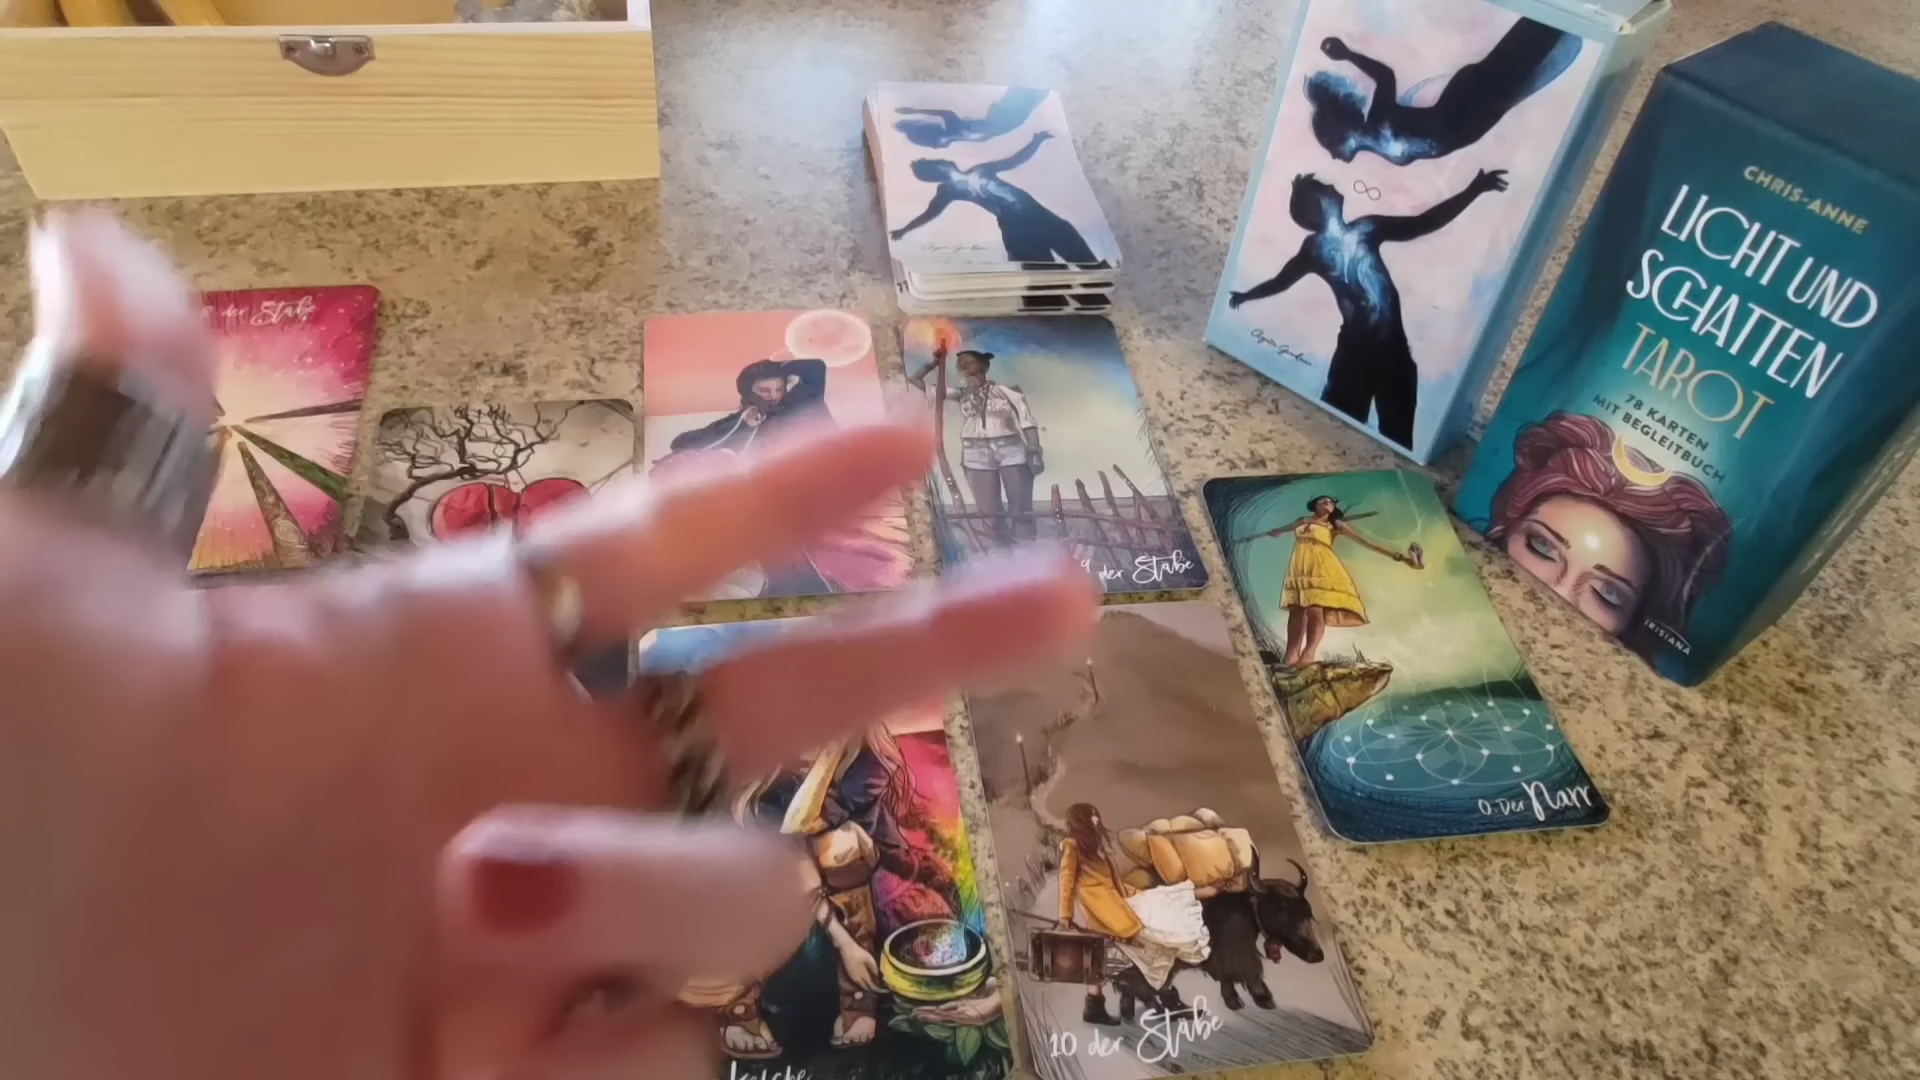 CHRIS-ANNE
LICHT UND
SCHATTEN
TAROT
78 KARTEN
MIT BEGLEITBUCH
IRISIANA
der Stäbe
9 der Stäbe
0. Der Narr
10 der Stäbe